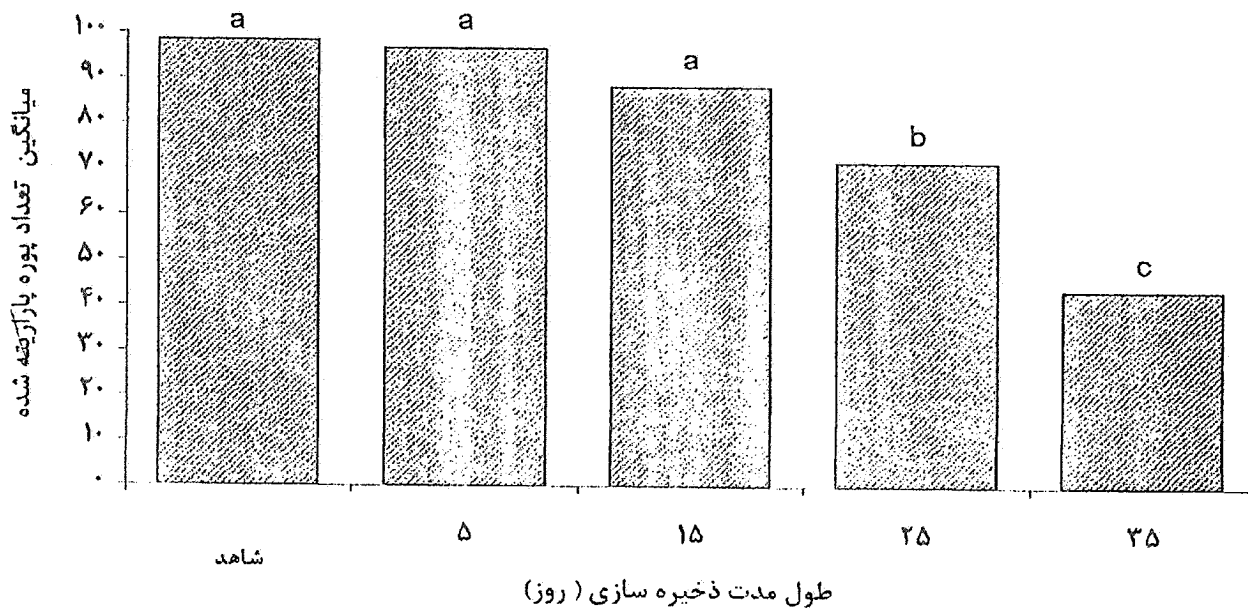 میانگین تعداد پوره پارازیته شده
۱۰۰
۹۰
۸۰
۷۰
۶۰
۵۰
۴۰
۳۰
۲۰
۱۰
۰
a
a
a
b
c
شاهد
۵
۱۵
۲۵
۳۵
طول مدت ذخیره سازی ( روز)